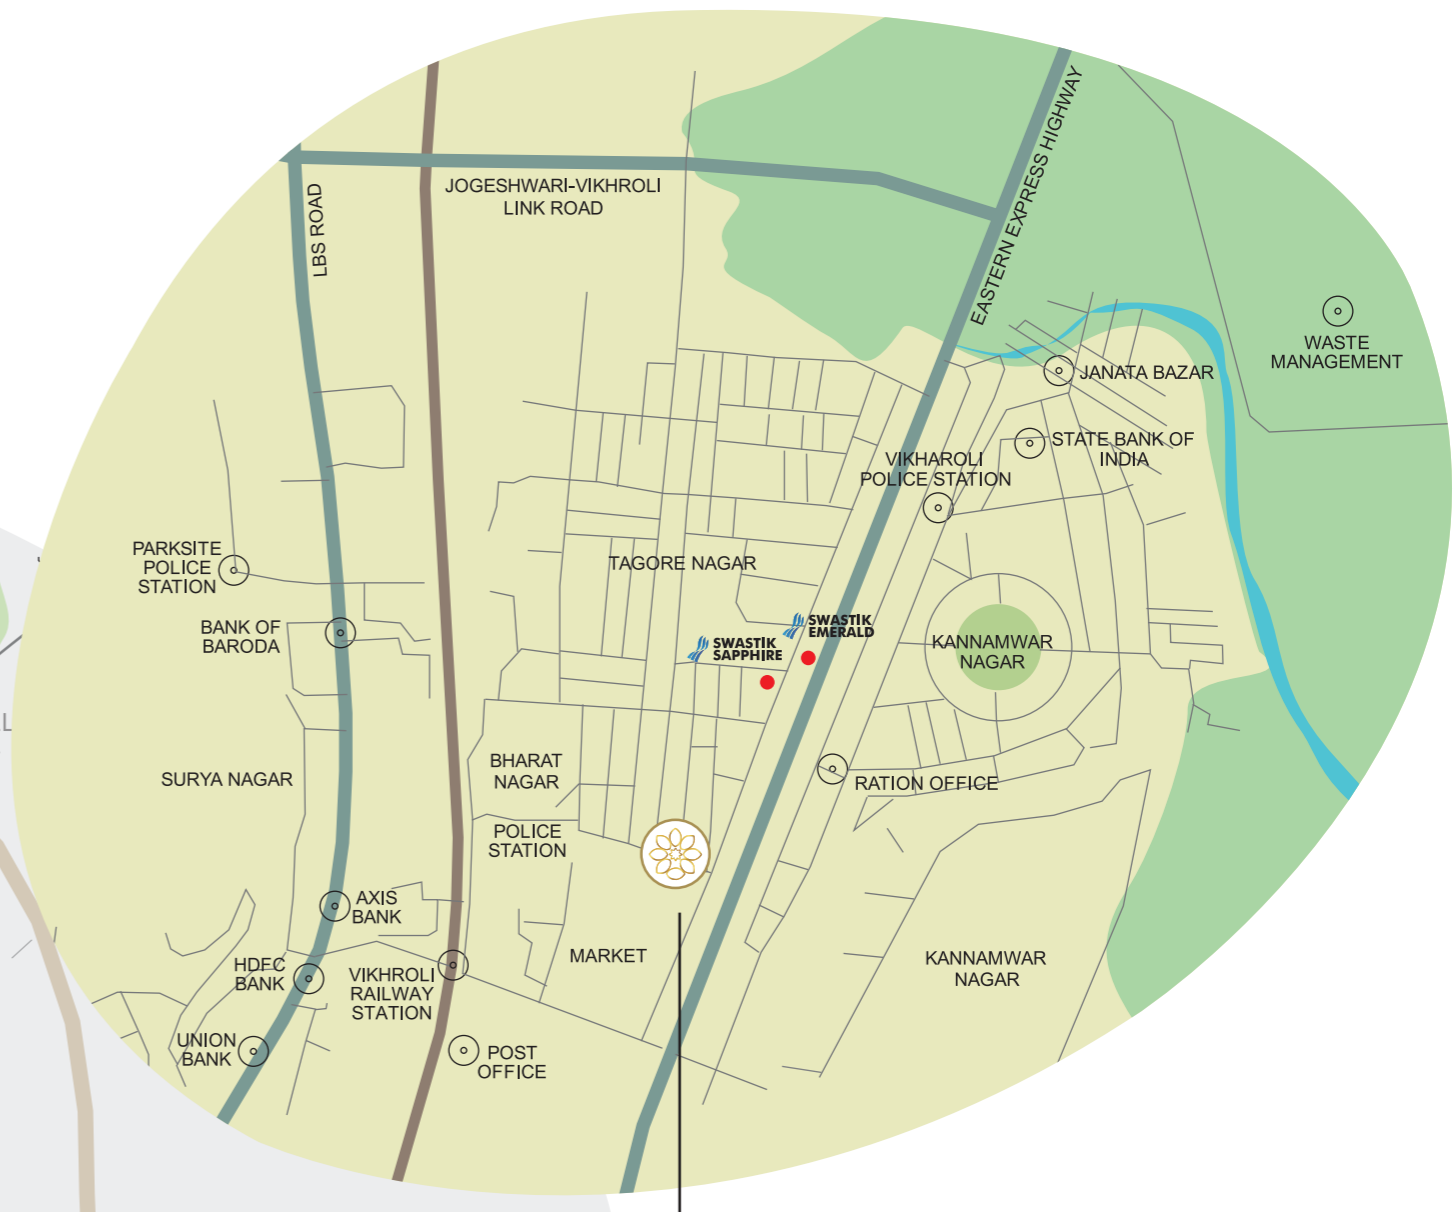 JOGESHWARI-VIKHROLI
LINK ROAD
LBS ROAD
EASTERN EXPRESS HIGHWAY
WASTE
MANAGEMENT
JANATA BAZAR
STATE BANK OF
INDIA
VIKHAROLI
POLICE STATION
PARKSITE
POLICE
STATION
TAGORE NAGAR
BANK OF
BARODA
SWASTIK
EMERALD
SWASTIK
SAPPHIRE
KANNAMWAR
NAGAR
SURYA NAGAR
BHARAT
NAGAR
RATION OFFICE
POLICE
STATION
AXIS
BANK
MARKET
HDFC
BANK
VIKHROLI
RAILWAY
STATION
KANNAMWAR
NAGAR
UNION
BANK
POST
OFFICE